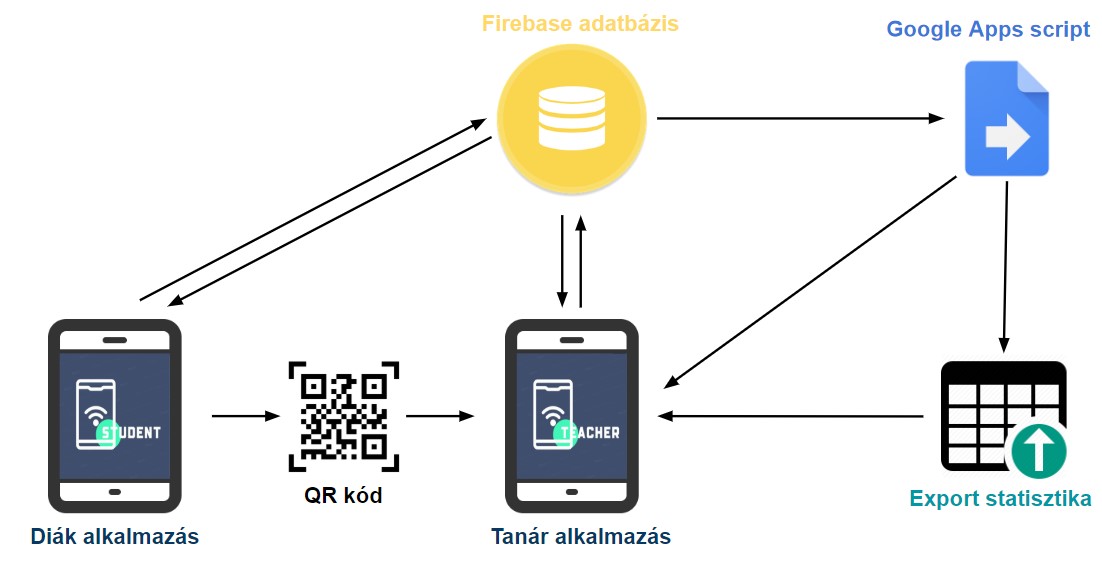 Firebase adatbázis
Google Apps script
STUDENT
TEACHER
QR kód
Export statisztika
Diák alkalmazás
Tanár alkalmazás